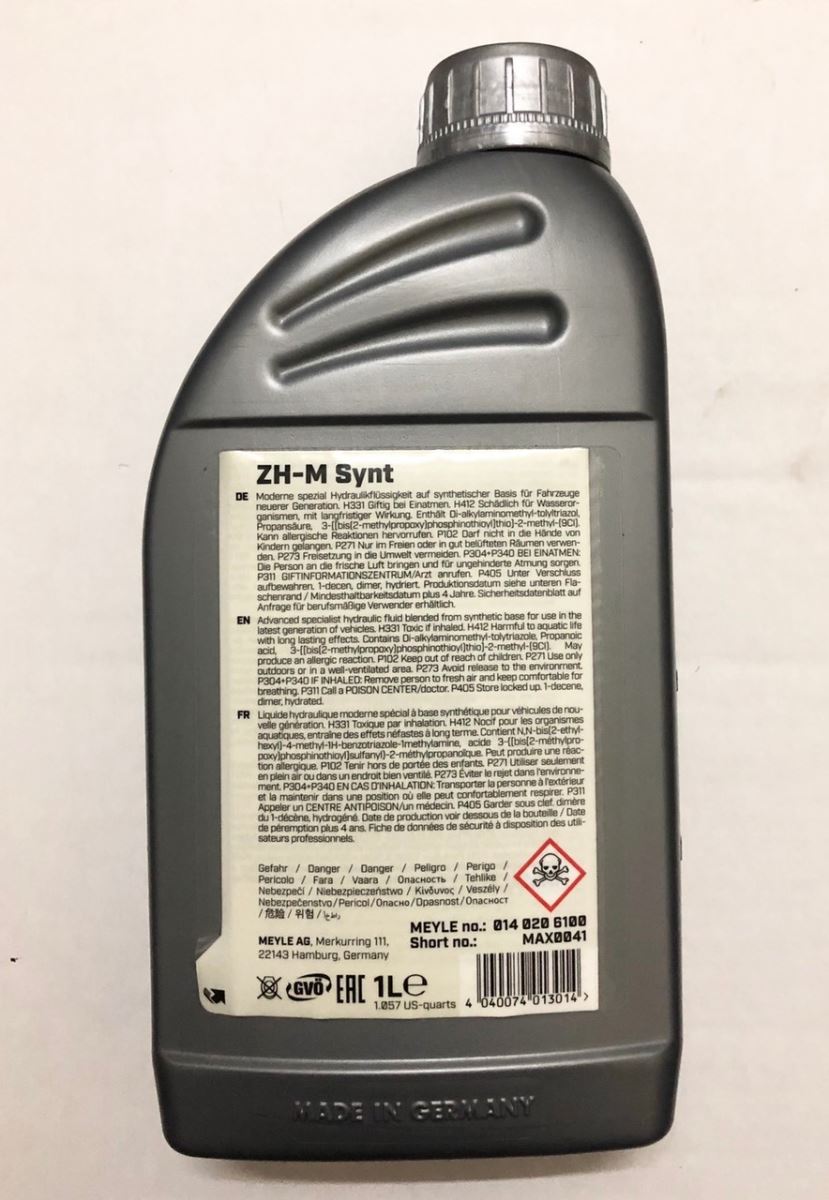 ZH-M Synt
DE Moderne spezial Hydraulikflüssigkeit auf synthetischer Basis für Fahrzeuge
neuerer Generation. H331 Giftig bei Einatmen. H412 Schädlich für Wasseror-
ganismen, mit langfristiger Wirkung. Enthält Di-alkylaminomethyl-tolyltriazol,
Propansäure, 3-[[bis(2-methylpropoxy)phosphinothioyl]thio]-2-methyl-(9CI).
Kann allergische Reaktionen hervorrufen. P102 Darf nicht in die Hände von
Kindern gelangen. P271 Nur im Freien oder in gut belüfteten Räumen verwen-
den. P273 Freisetzung in die Umwelt vermeiden. P304+P340 BEI EINATMEN:
Die Person an die frische Luft bringen und für ungehinderte Atmung sorgen.
P311 GIFTINFORMATIONSZENTRUM/Arzt anrufen. P405 Unter Verschluss
aufbewahren. 1-decen, dimer, hydriert. Produktionsdatum siehe unteren Fla-
schenrand / Mindesthaltbarkeitsdatum plus 4 Jahre. Sicherheitsdatenblatt auf
Anfrage für berufsmäßige Verwender erhältlich.
EN Advanced specialist hydraulic fluid blended from synthetic base for use in the
latest generation of vehicles. H331 Toxic if inhaled. H412 Harmful to aquatic life
with long lasting effects. Contains Di-alkylaminomethyl-tolytriazole, Propanoic
acid, 3-[[bis(2-methylpropoxy)phosphinothioyl]thio]-2-methyl-(9CI). May
produce an allergic reaction. P102 Keep out of reach of children. P271 Use only
outdoors or in a well-ventilated area. P273 Avoid release to the environment.
P304+P340 IF INHALED: Remove person to fresh air and keep comfortable for
breathing. P311 Call a POISON CENTER/doctor. P405 Store locked up. 1-decene,
dimer, hydrated.
FR Liquide hydraulique moderne spécial à base synthétique pour véhicules de nou-
velle génération. H331 Toxique par inhalation. H412 Nocif pour les organismes
aquatiques, entraîne des effets néfastes à long terme. Contient N,N-bis(2-ethyl-
hexyl)-4-methyl-1H-benzotriazole-1methylamine, acide 3-[[bis(2-méthylpro-
poxy)phosphinothioyl]sulfanyl)-2-méthylpropanoïque. Peut produire une réac-
tion allergique. P102 Tenir hors de portée des enfants. P271 Utiliser seulement
en plein air ou dans un endroit bien ventilé. P273 Éviter le rejet dans l'environne-
ment. P304+P340 EN CAS D'INHALATION: Transporter la personne à l'extérieur
et la maintenir dans une position où elle peut confortablement respirer. P311
Appeler un CENTRE ANTIPOISON/un médecin. P405 Garder sous clef. dimère
du 1-décène, hydrogéné. Date de production voir dessous de la bouteille / Date
de péremption plus 4 ans. Fiche de données de sécurité à disposition des utili-
sateurs professionnels.
Gefahr / Danger / Danger / Peligro / Perigo /
Pericolo / Fara / Vaara / Опасность / Tehlike /
Nebezpečí / Niebezpieczeństwo / Κίνδυνος / Veszély /
Nebezpečenstvo/Pericol/Опасно/Opasnost/Опасност
/ 危險 / 위험 /
MEYLE no.: 014 020 6100
Short no.: MAX0041
MEYLE AG, Merkurring 111,
22143 Hamburg, Germany
GVÖ EAC 1L e
1.057 US-quarts
4 040074 013014 >
MADE IN GERMANY